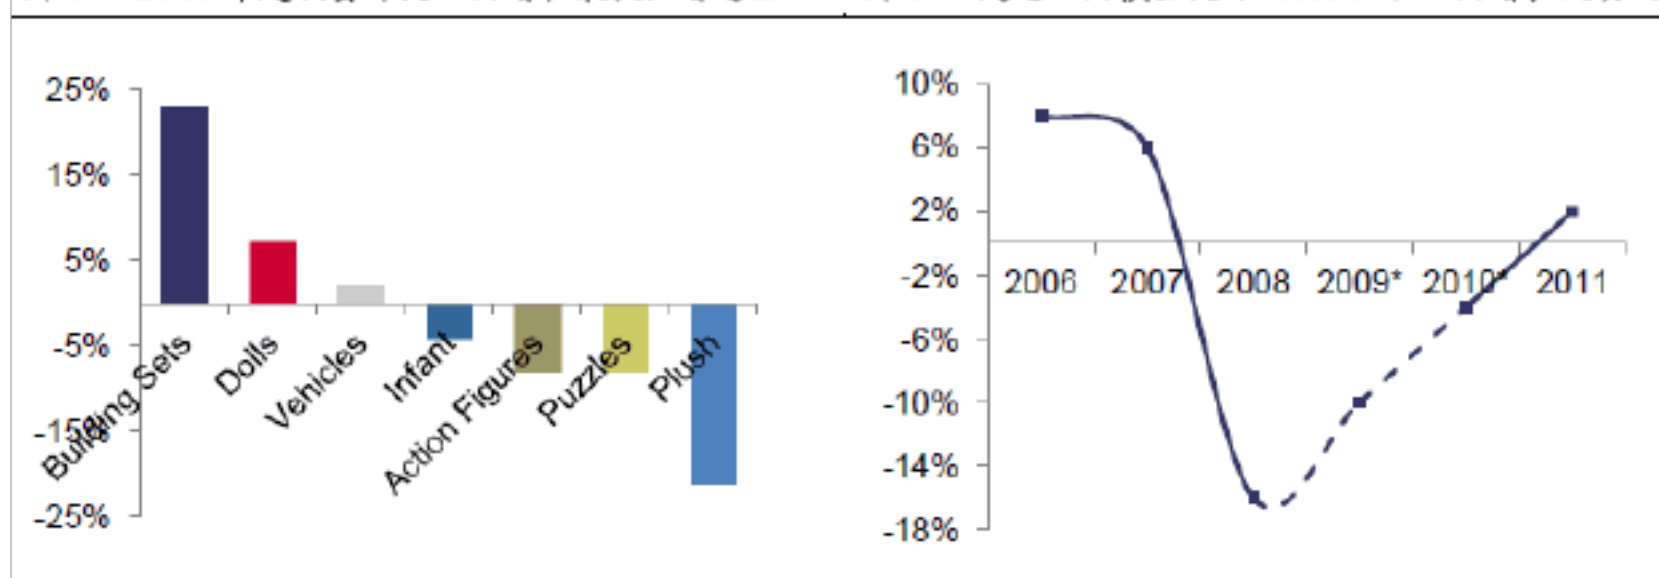 25%
15%
5%
-5%
-15%
-25%
Building Sets
Dolls
Vehicles
Infant
Action Figures
Puzzles
Plush
10%
6%
2%
-2%
-6%
-10%
-14%
-18%
2006
2007
2008
2009*
2010*
2011